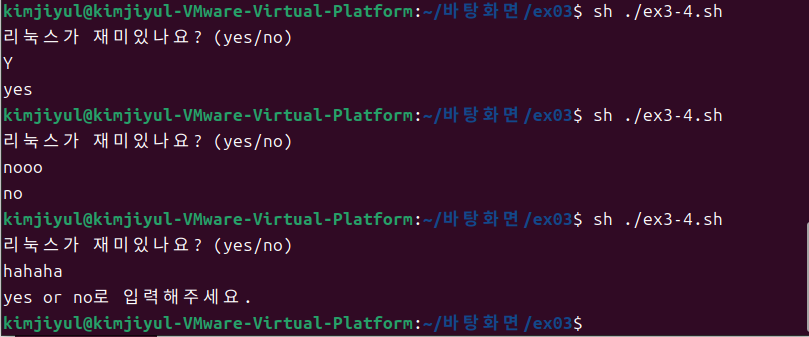 kimjiyul@kimjiyul-VMware-Virtual-Platform:~/바탕화면/ex03$ sh ./ex3-4.sh
리눅스가 재미있나요? (yes/no)
Y
yes
kimjiyul@kimjiyul-VMware-Virtual-Platform:~/바탕화면/ex03$ sh ./ex3-4.sh
리눅스가 재미있나요? (yes/no)
nooo
no
kimjiyul@kimjiyul-VMware-Virtual-Platform:~/바탕화면/ex03$ sh ./ex3-4.sh
리눅스가 재미있나요? (yes/no)
hahaha
yes or no로 입력해주세요.
kimjiyul@kimjiyul-VMware-Virtual-Platform:~/바탕화면/ex03$